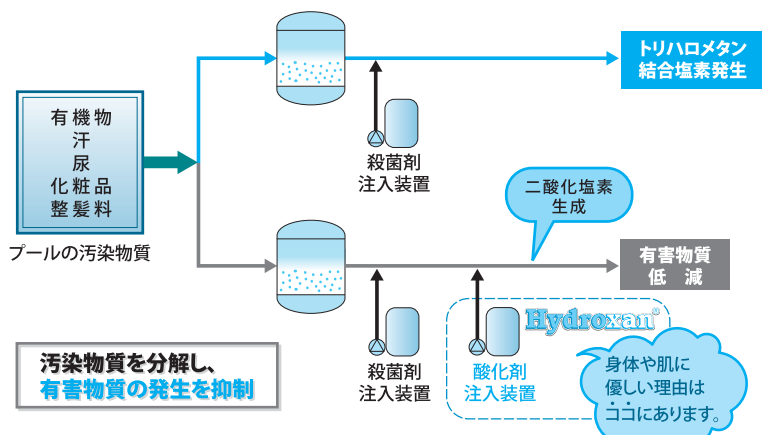 有機物
汗
尿
化粧品
整髪料
プールの汚染物質
殺菌剤
注入装置
トリハロメタン
結合塩素発生
二酸化塩素
生成
有害物質
低 減
殺菌剤
注入装置
Hydroxan®
酸化剤
注入装置
身体や肌に
優しい理由は
ココにあります。
汚染物質を分解し、
有害物質の発生を抑制